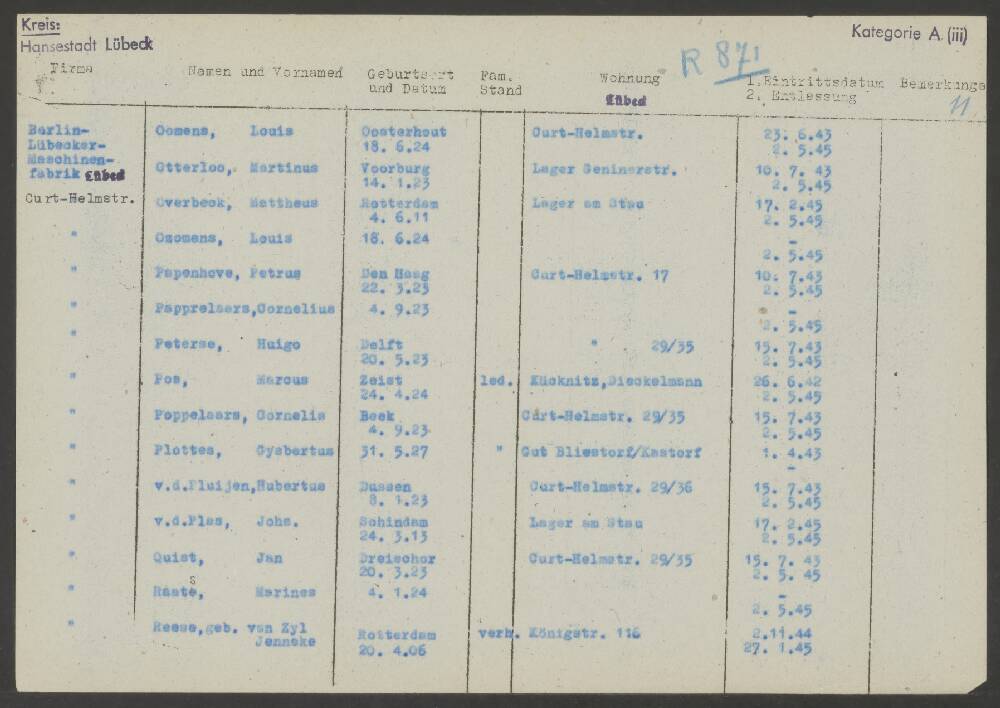 Kreis:
Hansestadt Lübeck
Kategorie A. (iii)
R 871
Firma Namen und Vornamen Geburtsort und Datum Fam. Stand Wohnung Lübeck 1. Eintrittsdatum 2. Entlassung Bemerkunge
11
Berlin- Oomens, Louis Oosterhout Curt-Helmstr. 23. 6.43
Lübecker- 18. 6.24 2. 5.45
Maschinen- Otterloo, Martinus Voorburg Lager Geninerstr. 10. 7. 43
fabrik Lübeck 14. 1.23 2. 5.45
Curt-Helmstr. Overbeok, Mattheus Rotterdam Lager am Stau 17. 2.45
4. 6.11 2. 5.45
" Ozomens, Louis 18. 6.24 -
2. 5.45
" Papenhove, Petrus Den Haag Curt-Helmstr. 17 10. 7.43
22. 3.23 2. 5.45
" Papprelaers,Cornelius 4. 9.23 -
2. 5.45
" Peterse, Huigo Delft " 29/35 15. 7.43
20. 5.23 2. 5.45
" Pos, Marcus Zeist led. Kücknitz,Dieckelmann 26. 6.42
24. 4.24 2. 5.45
" Poppelaars, Cornelis Beek Curt-Helmstr. 29/35 15. 7.43
4. 9.23 2. 5.45
" Plottes, Gysbertus 31. 5.27 " Gut Bliestorf/Kastorf 1. 4.43
-
" v.d.Pluijen,Hubertus Dussen Curt-Helmstr. 29/36 15. 7.43
8. 1.23 2. 5.45
" v.d.Plas, Johs. Schindam Lager am Stau 17. 2.45
24. 3.13 2. 5.45
" Quist, Jan Dreischor Curt-Helmstr. 29/35 15. 7. 43
20. 3.23 2. 5. 45
s
" Raate, Marines 4. 1.24 -
2. 5.45
" Reese,geb. van Zyl Rotterdam verh. Königstr. 116 2.11.44
Jenneke 20. 4.06 27. 1.45